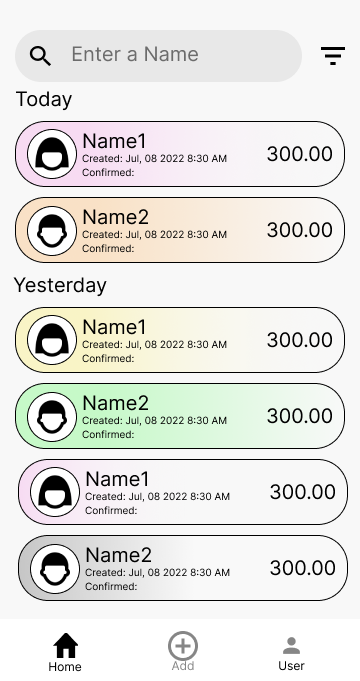 Enter a Name
Today
Name1
Created: Jul, 08 2022 8:30 AM
Confirmed:
300.00
Name2
Created: Jul, 08 2022 8:30 AM
Confirmed:
300.00
Yesterday
Name1
Created: Jul, 08 2022 8:30 AM
Confirmed:
300.00
Name2
Created: Jul, 08 2022 8:30 AM
Confirmed:
300.00
Name1
Created: Jul, 08 2022 8:30 AM
Confirmed:
300.00
Name2
Created: Jul, 08 2022 8:30 AM
Confirmed:
300.00
Home
Add
User